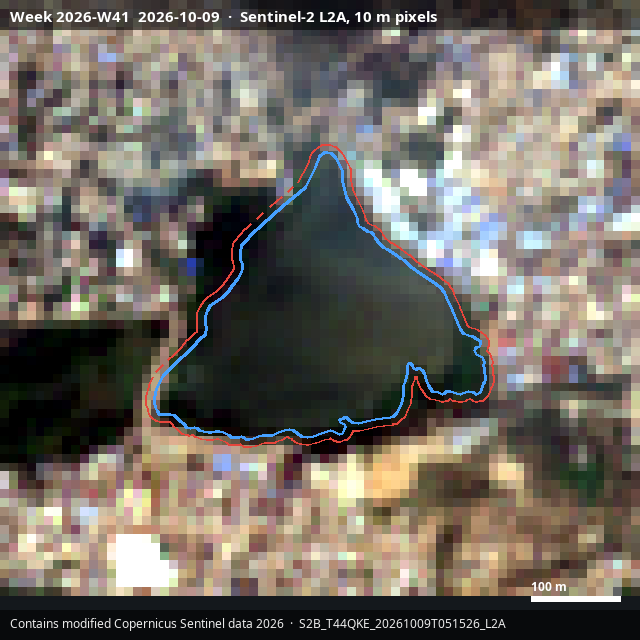 Week 2026-W41  2026-10-09  ·  Sentinel-2 L2A, 10 m pixels
100 m
Contains modified Copernicus Sentinel data 2026  ·  S2B_T44QKE_20261009T051526_L2A